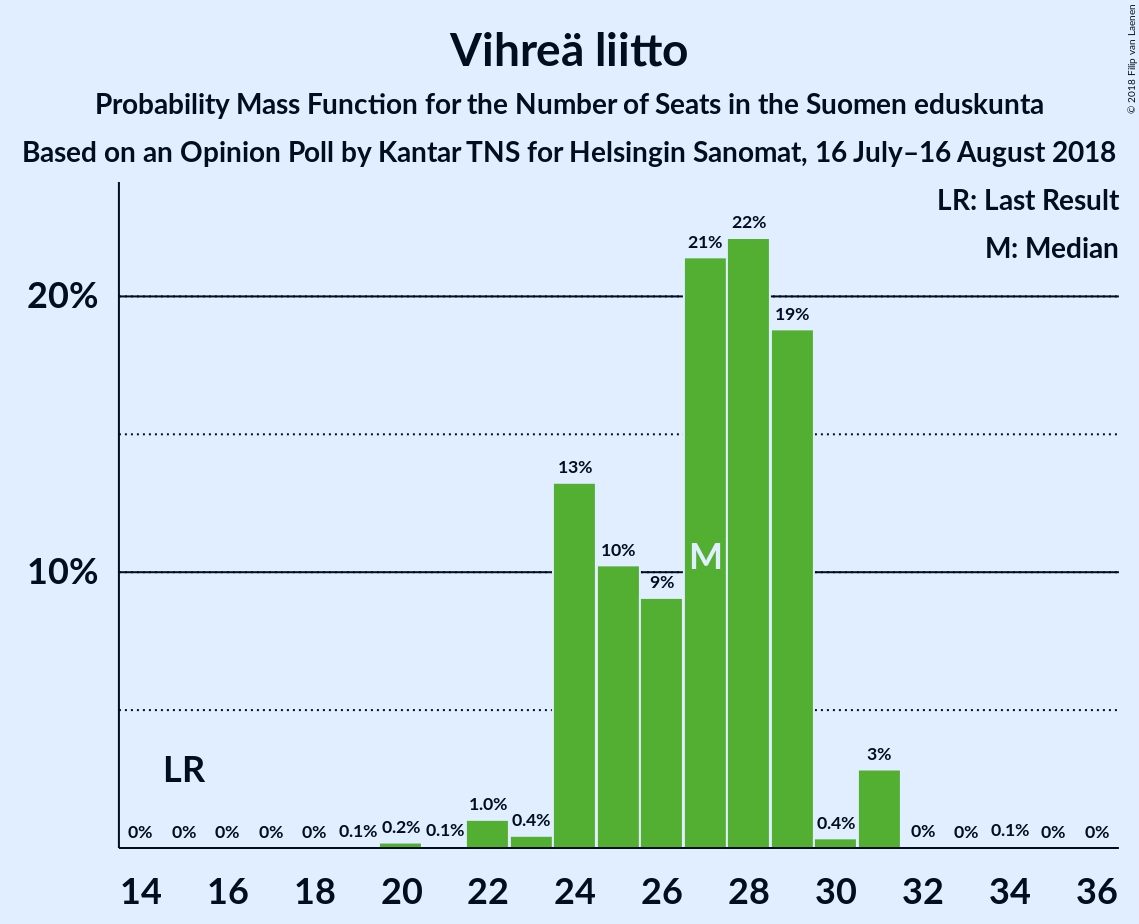 Vihreä liitto
Probability Mass Function for the Number of Seats in the Suomen eduskunta
Based on an Opinion Poll by Kantar TNS for Helsingin Sanomat, 16 July–16 August 2018
© 2018 Filip van Laenen
LR: Last Result
M: Median
20%
10%
0% 0% 0% 0% 0% 0.1% 0.2% 0.1% 1.0% 0.4% 13% 10% 9% 21% 22% 19% 0.4% 3% 0% 0% 0.1% 0% 0%
LR
M
14 16 18 20 22 24 26 28 30 32 34 36